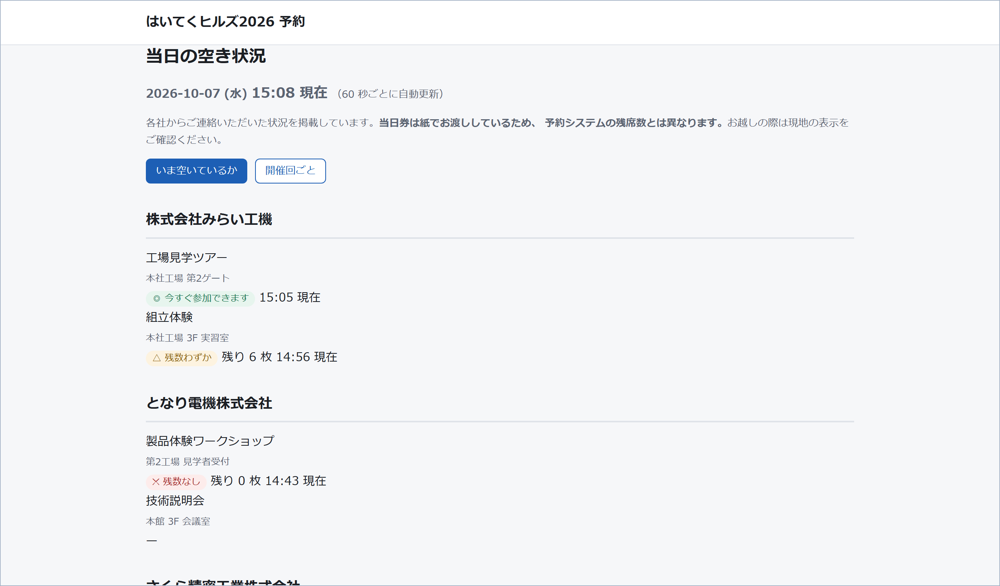 はいてくヒルズ2026 予約
当日の空き状況
2026-10-07 (水) 15:08 現在 （60 秒ごとに自動更新）
各社からご連絡いただいた状況を掲載しています。当日券は紙でお渡ししているため、 予約システムの残席数とは異なります。お越しの際は現地の表示を
ご確認ください。
いま空いているか 開催回ごと
株式会社みらい工機
工場見学ツアー
本社工場 第2ゲート
◎ 今すぐ参加できます 15:05 現在
組立体験
本社工場 3F 実習室
△ 残数わずか 残り 6 枚 14:56 現在
となり電機株式会社
製品体験ワークショップ
第2工場 見学者受付
× 残数なし 残り 0 枚 14:43 現在
技術説明会
本館 3F 会議室
—
さくら精密工業株式会社